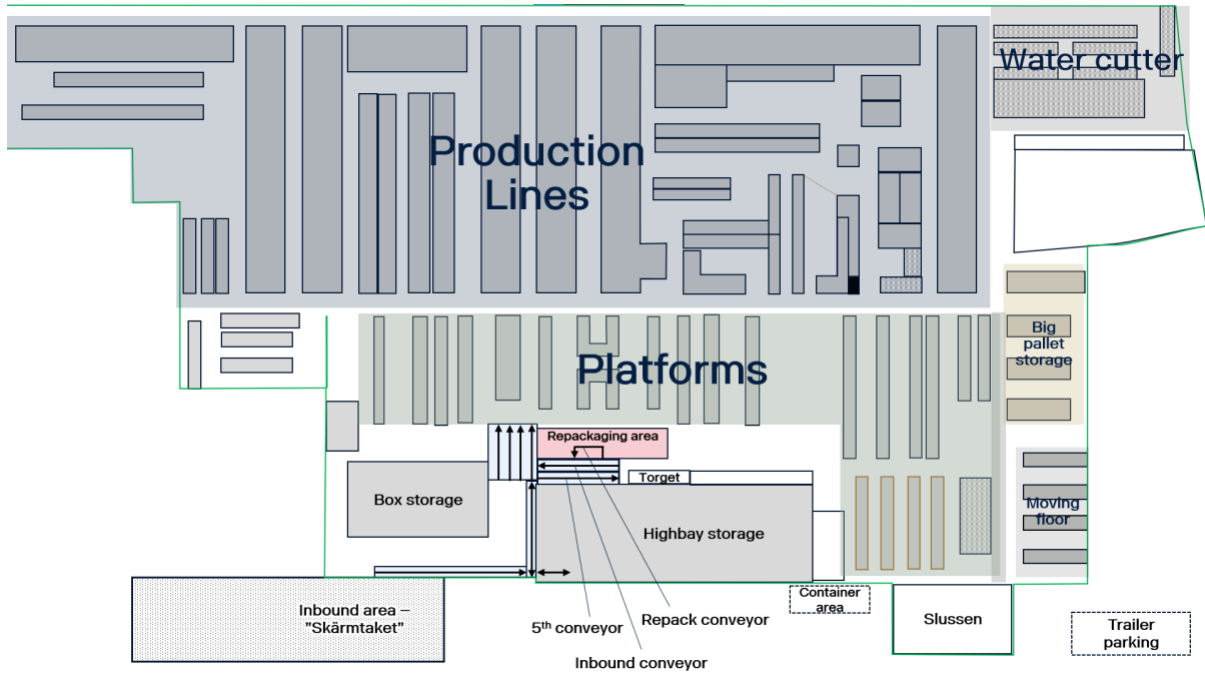 Water cutter
Production
Lines
Big
pallet
storage
Platforms
Repackaging area
Torget
Box storage
Highbay storage
Moving
floor
Inbound area –
"Skärmtaket"
Container
area
5th conveyor
Repack conveyor
Inbound conveyor
Slussen
Trailer
parking